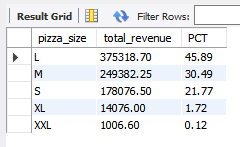 Result Grid Filter Rows:
pizza_size total_revenue PCT
L 375318.70 45.89
M 249382.25 30.49
S 178076.50 21.77
XL 14076.00 1.72
XXL 1006.60 0.12